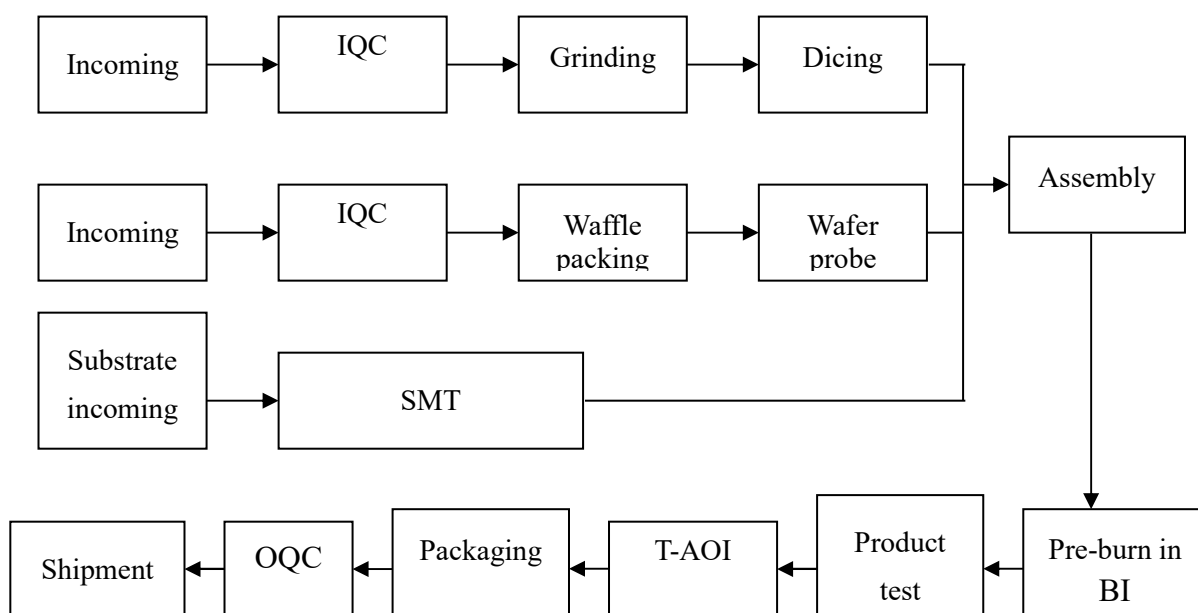 Incoming
IQC
Grinding
Dicing
Assembly
Incoming
IQC
Waffle
packing
Wafer
probe
Substrate
incoming
SMT
Shipment
OQC
Packaging
T-AOI
Product
test
Pre-burn in
BI